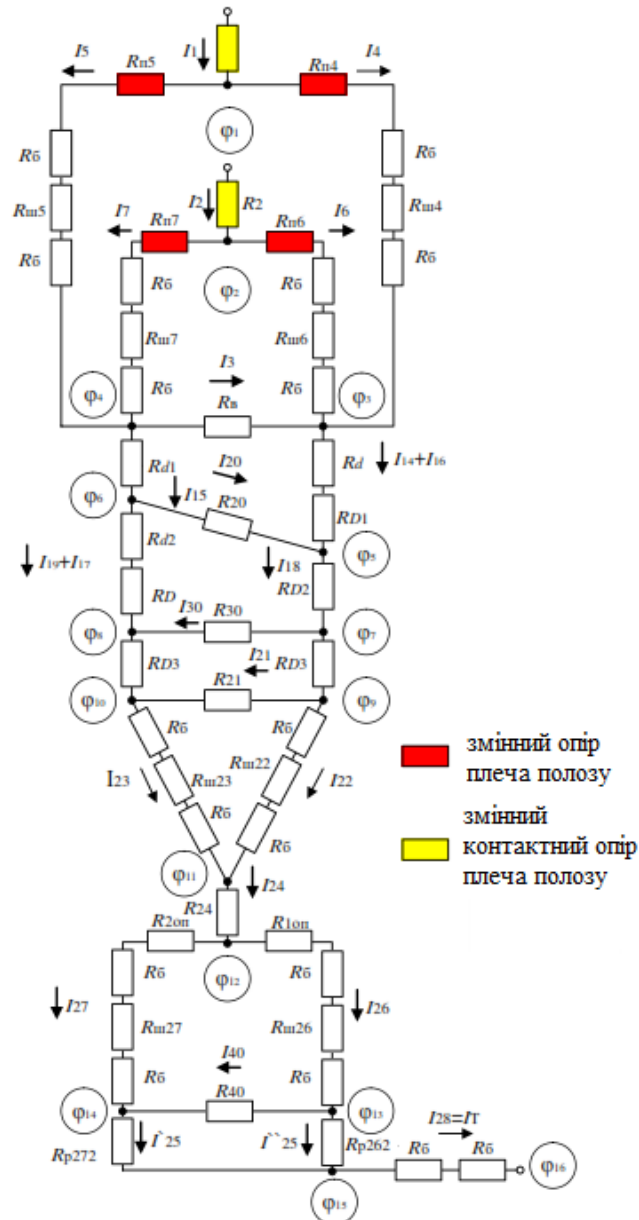 I5 Rп5 I1 Rп4 I4
φ1
Rб Rб
Rш5 I7 Rп7 I2 R2 Rп6 I6 Rш4
Rб Rб
φ2
Rб Rб
Rш7 Rш6
I3
φ4 Rб Rб φ3
Rв
Rd1 I20 Rd I14+I16
φ6 I15
R20 RD1
Rd2 φ5
I19+I17 I18 RD2
RD I30 R30
φ8 φ7
RD3 I21 RD3
φ10 R21 φ9
Rб Rб
I23 Rш23 Rш22 I22
Rб Rб
φ11
I24
R24
R2оп R1оп
φ12
Rб Rб
I27 I26
Rш27 Rш26
Rб I40 Rб
φ14 R40 φ13
Rр272 I`25 I``25 Rр262 I28=IТ
Rб Rб φ16
φ15
змінний опір
плеча полозу
змінний
контактний опір
плеча полозу